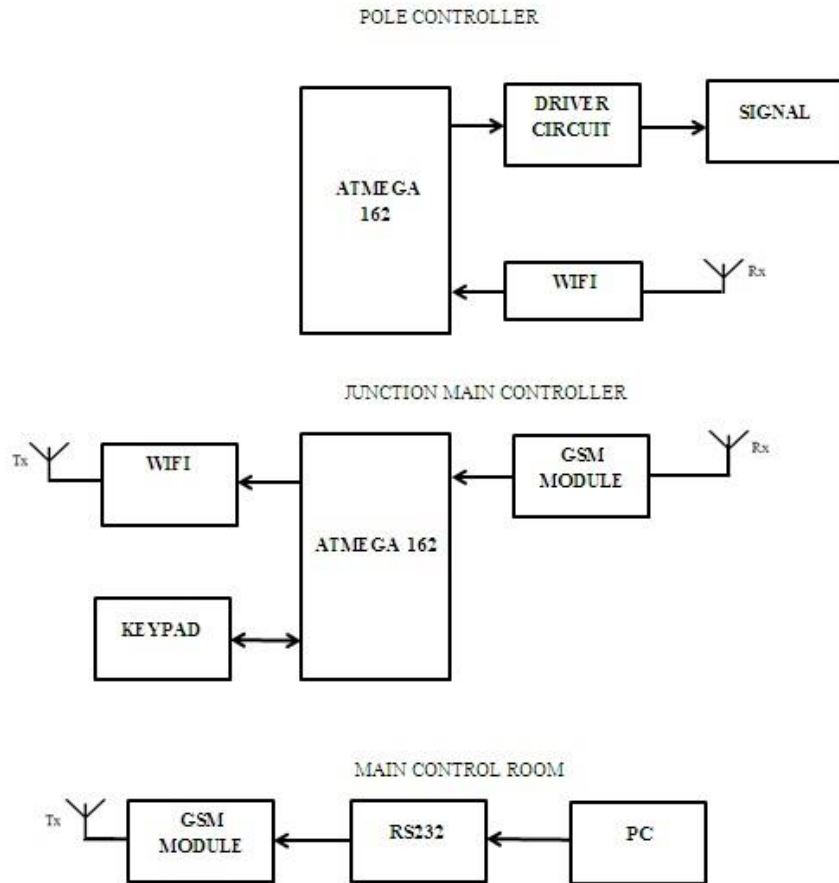 POLE CONTROLLER
DRIVER
CIRCUIT
SIGNAL
ATMEGA
162
WIFI
Rx
JUNCTION MAIN CONTROLLER
Tx
WIFI
GSM
MODULE
Rx
ATMEGA 162
KEYPAD
MAIN CONTROL ROOM
Tx
GSM
MODULE
RS232
PC